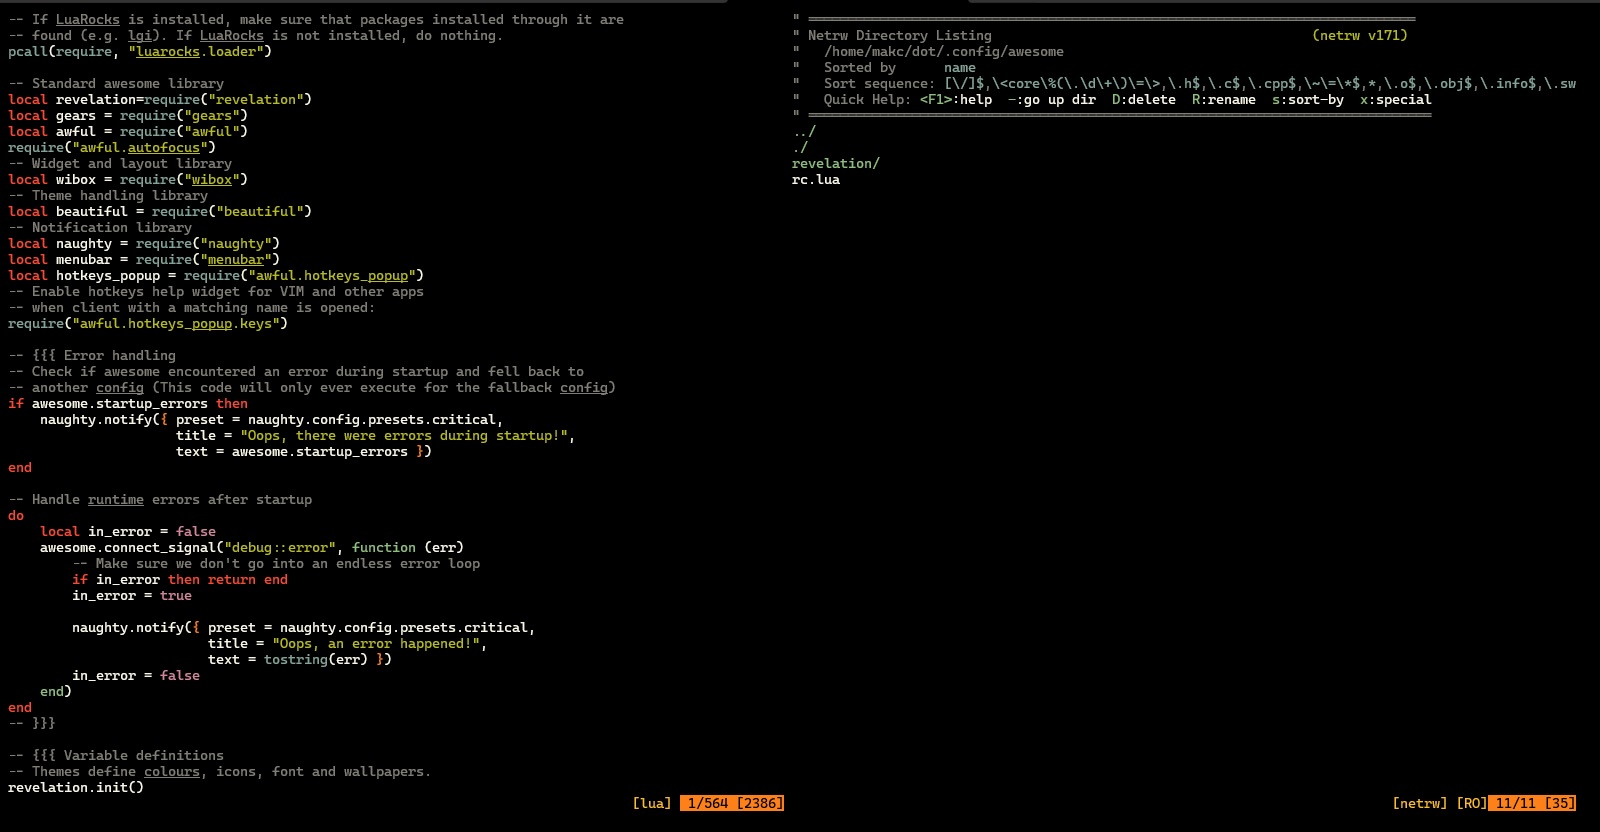 -- If LuaRocks is installed, make sure that packages installed through it are
-- found (e.g. lgi). If LuaRocks is not installed, do nothing.
pcall(require, "luarocks.loader")

-- Standard awesome library
local revelation=require("revelation")
local gears = require("gears")
local awful = require("awful")
require("awful.autofocus")
-- Widget and layout library
local wibox = require("wibox")
-- Theme handling library
local beautiful = require("beautiful")
-- Notification library
local naughty = require("naughty")
local menubar = require("menubar")
local hotkeys_popup = require("awful.hotkeys_popup")
-- Enable hotkeys help widget for VIM and other apps
-- when client with a matching name is opened:
require("awful.hotkeys_popup.keys")

-- {{{ Error handling
-- Check if awesome encountered an error during startup and fell back to
-- another config (This code will only ever execute for the fallback config)
if awesome.startup_errors then
    naughty.notify({ preset = naughty.config.presets.critical,
                     title = "Oops, there were errors during startup!",
                     text = awesome.startup_errors })
end

-- Handle runtime errors after startup
do
    local in_error = false
    awesome.connect_signal("debug::error", function (err)
        -- Make sure we don't go into an endless error loop
        if in_error then return end
        in_error = true

        naughty.notify({ preset = naughty.config.presets.critical,
                         title = "Oops, an error happened!",
                         text = tostring(err) })
        in_error = false
    end)
end
-- }}}

-- {{{ Variable definitions
-- Themes define colours, icons, font and wallpapers.
revelation.init()
[lua] 1/564 [2386]
" ============================================================================
" Netrw Directory Listing                                        (netrw v171)
"   /home/makc/dot/.config/awesome
"   Sorted by      name
"   Sort sequence: [\/]$,\<core\%(\.\d\+\)\=\>,\.h$,\.c$,\.cpp$,\~\=\*$,*,\.o$,\.obj$,\.info$,\.sw
"   Quick Help: <F1>:help  -:go up dir  D:delete  R:rename  s:sort-by  x:special
" ==============================================================================
../
./
revelation/
rc.lua
[netrw] [RO] 11/11 [35]